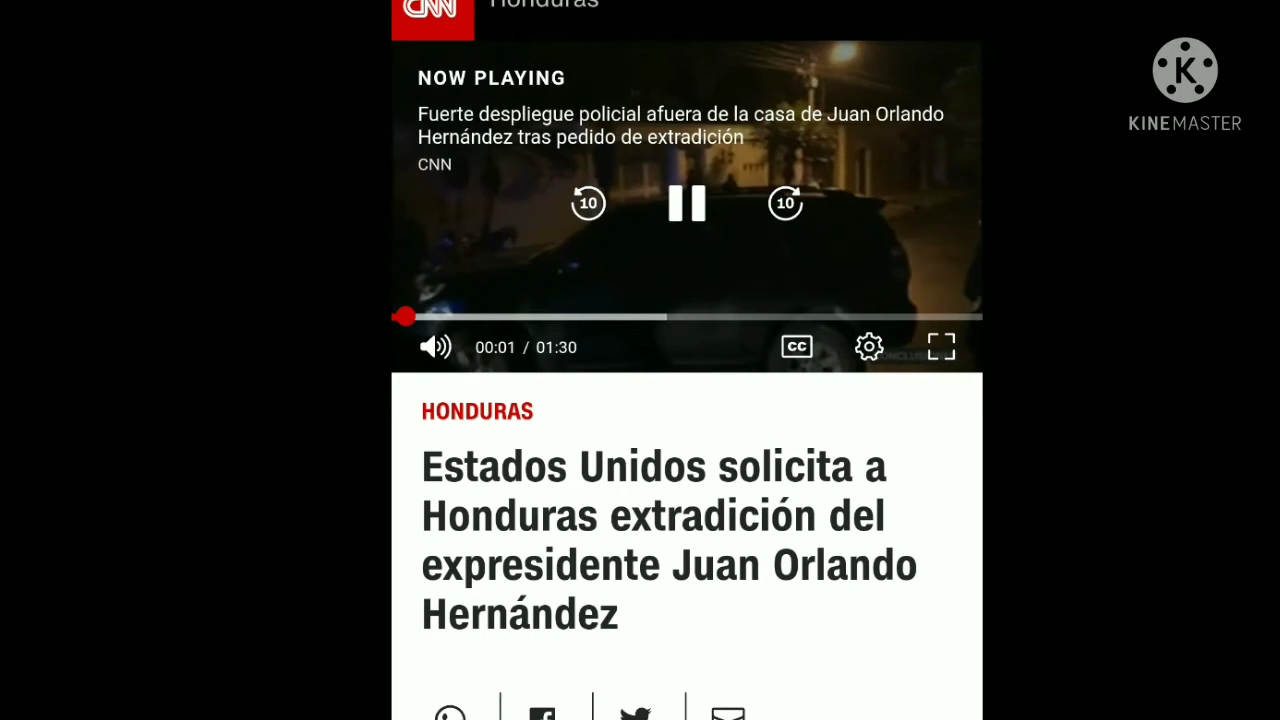 CNN
Honduras
NOW PLAYING
Fuerte despliegue policial afuera de la casa de Juan Orlando
Hernández tras pedido de extradición
CNN
10
10
00:01 / 01:30
CC
HONDURAS
Estados Unidos solicita a
Honduras extradición del
expresidente Juan Orlando
Hernández
K
KINEMASTER